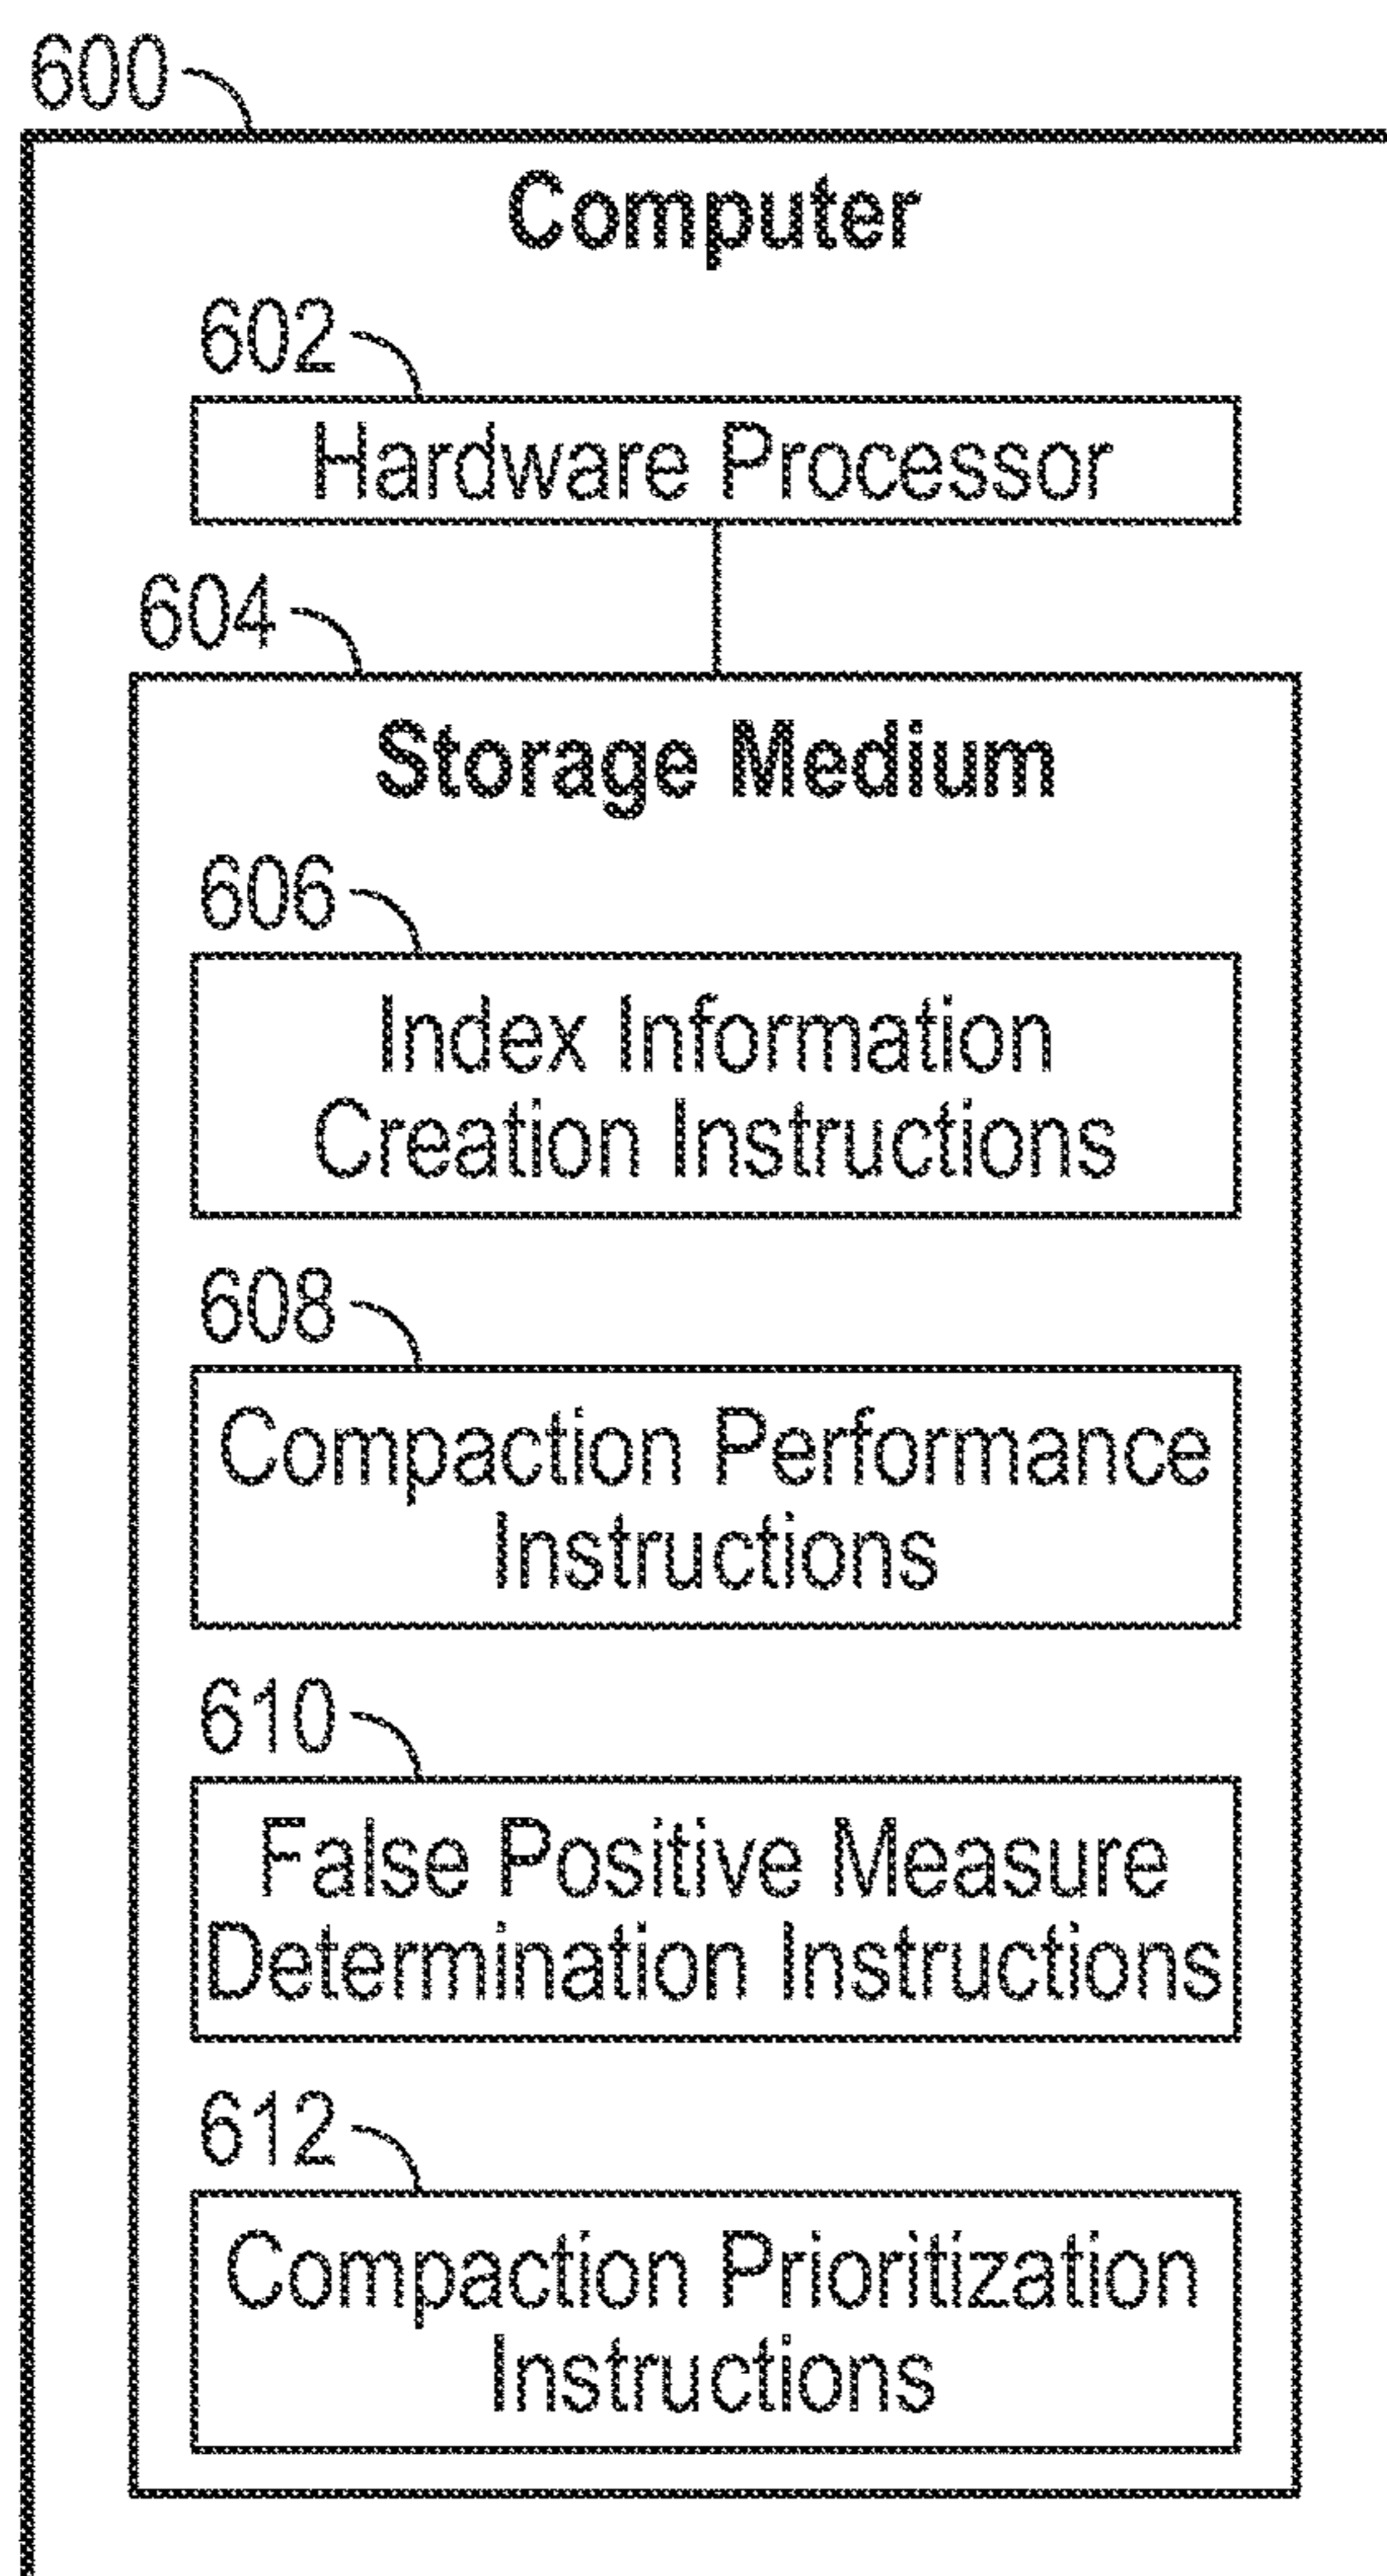 600
Computer
602
Hardware Processor
604
Storage Medium
606
Index Information
Creation Instructions
608
Compaction Performance
Instructions
610
False Positive Measure
Determination Instructions
612
Compaction Prioritization
Instructions